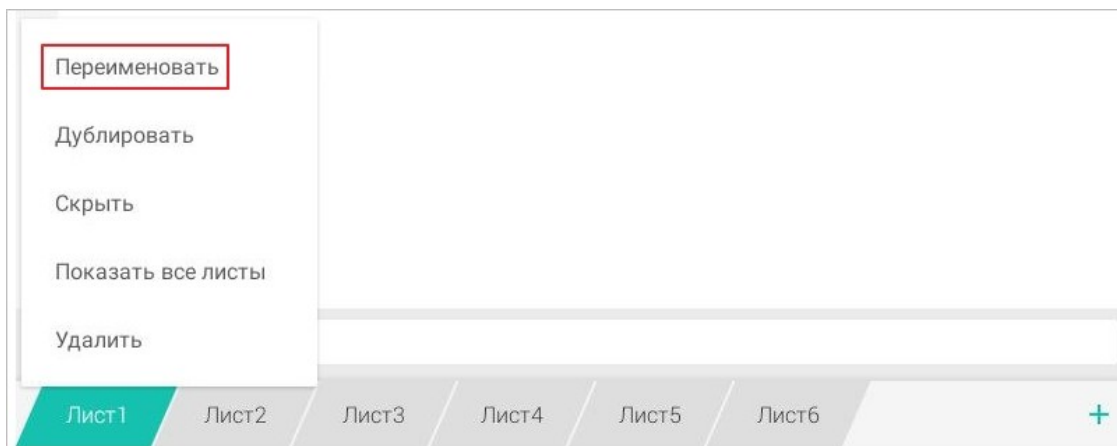 Переименовать
Дублировать
Скрыть
Показать все листы
Удалить
Лист1 Лист2 Лист3 Лист4 Лист5 Лист6 +